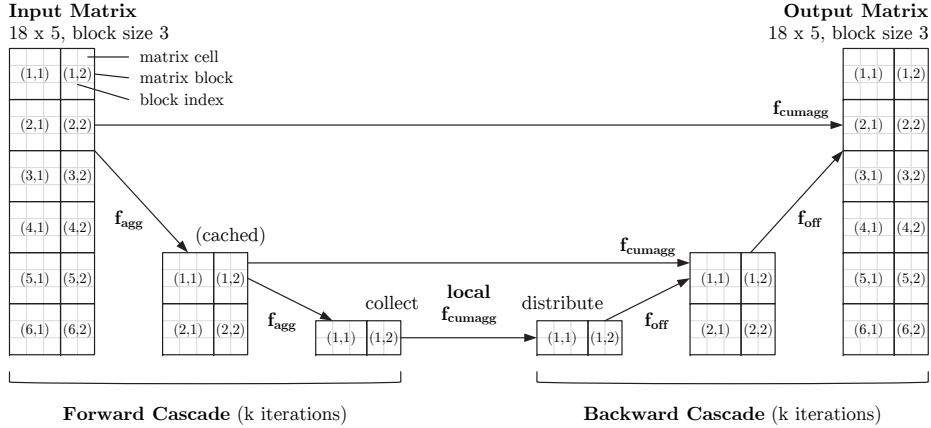 Input Matrix
18 x 5, block size 3
Output Matrix
18 x 5, block size 3
matrix cell
matrix block
block index
(1,1) (1,2)
(2,1) (2,2)
(3,1) (3,2)
(4,1) (4,2)
(5,1) (5,2)
(6,1) (6,2)
f_cumagg
f_agg
(cached)
(1,1) (1,2)
(2,1) (2,2)
f_cumagg
f_agg
collect
(1,1) (1,2)
local
f_cumagg
distribute
(1,1) (1,2)
f_off
(1,1) (1,2)
(2,1) (2,2)
f_off
(1,1) (1,2)
(2,1) (2,2)
(3,1) (3,2)
(4,1) (4,2)
(5,1) (5,2)
(6,1) (6,2)
Forward Cascade (k iterations)
Backward Cascade (k iterations)